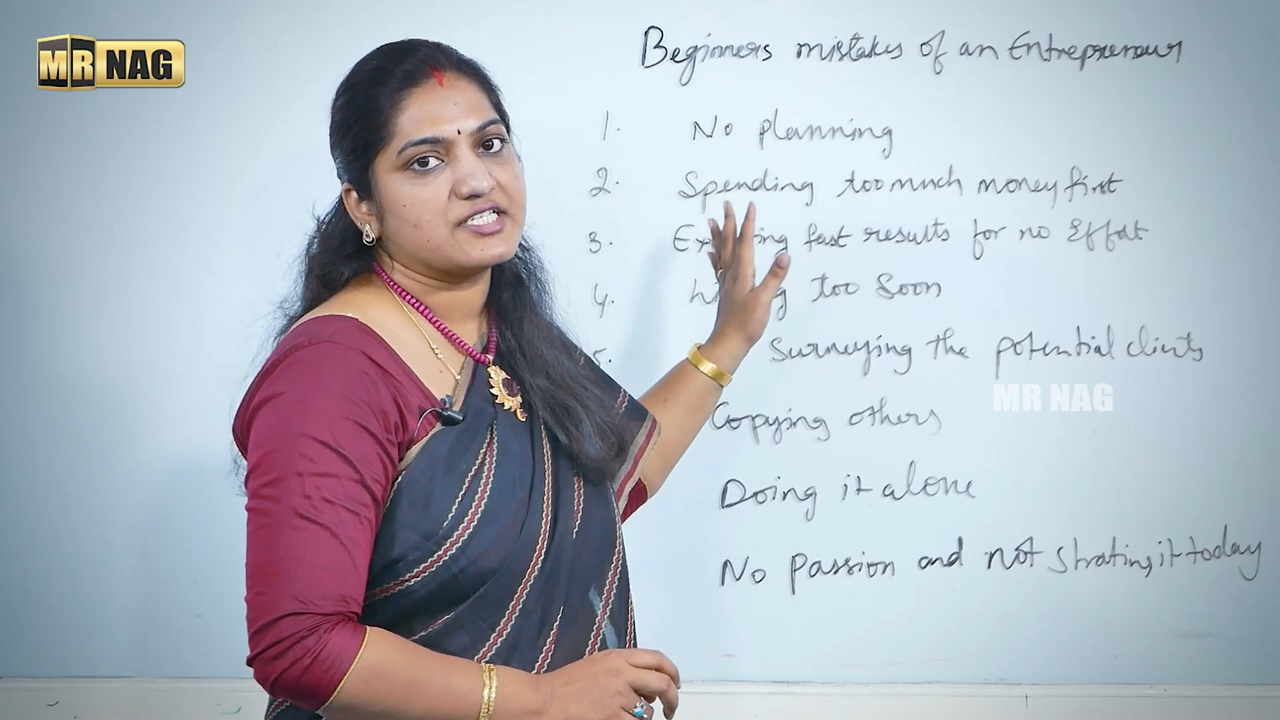 MR NAG
Beginners mistakes of an Entrepreneur
1. No planning
2. Spending too much money first
3. fast results for no Effort
4. too Soon
5. Surveying the potential clients
MR NAG
Copying others
Doing it alone
No passion and not strating it today